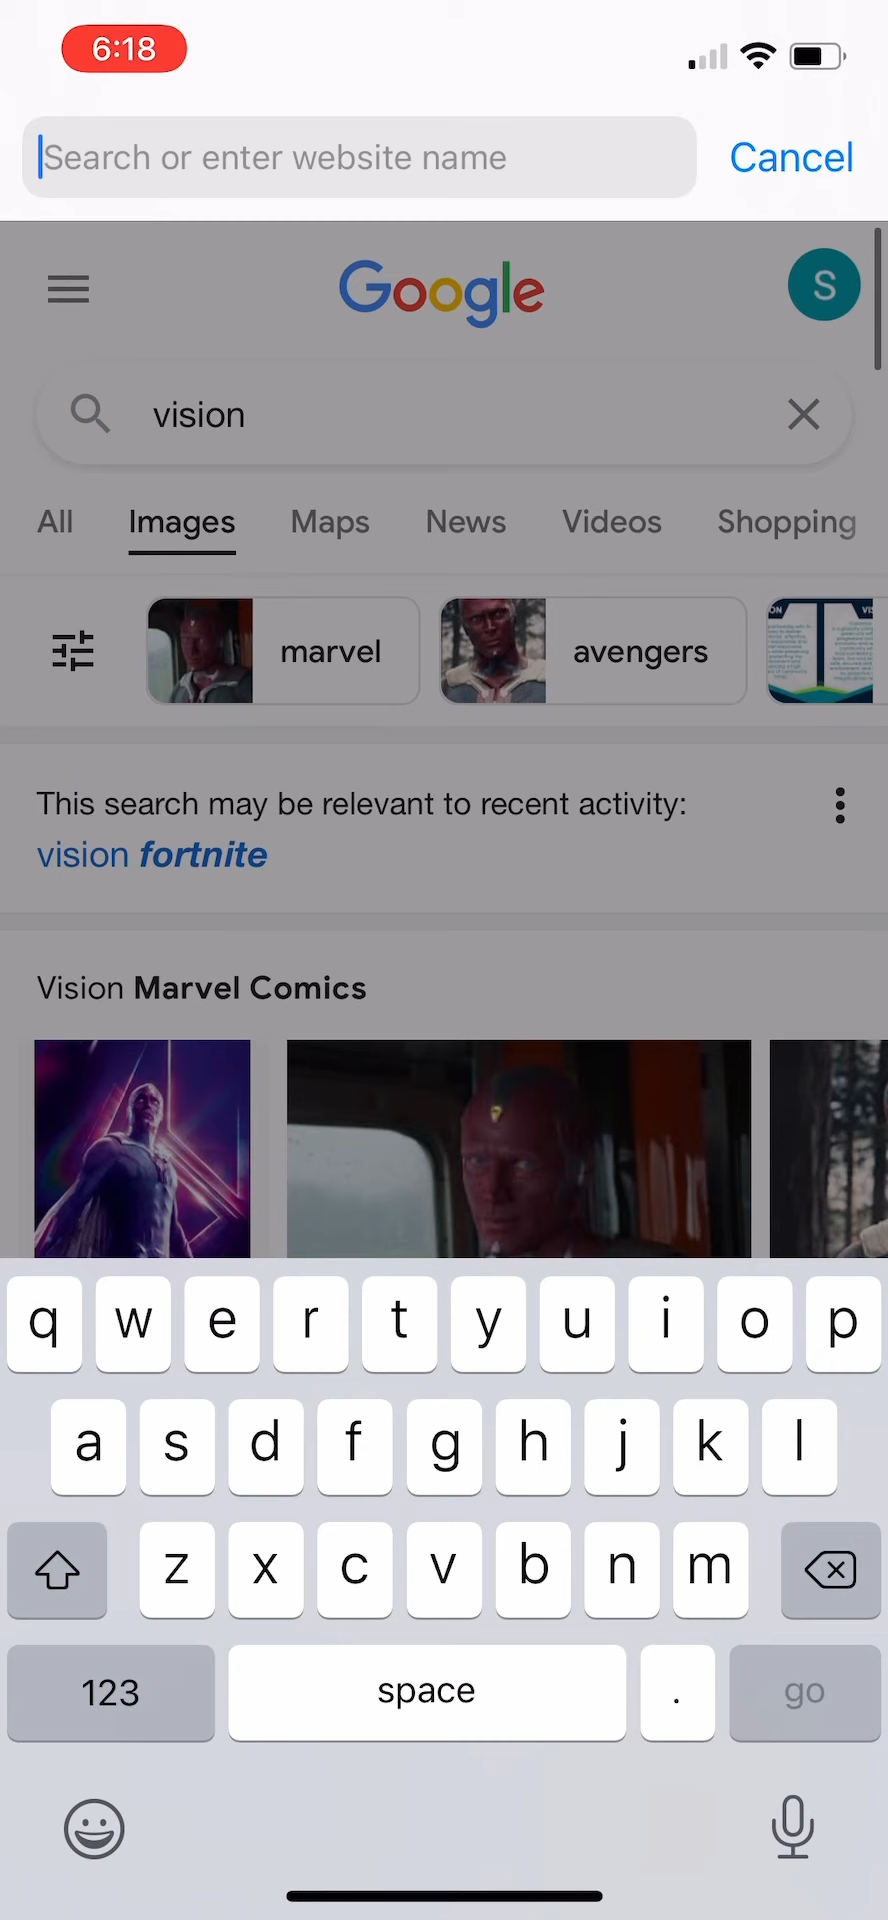 6:18
Search or enter website name Cancel
Google S
vision
All Images Maps News Videos Shopping
marvel avengers
This search may be relevant to recent activity:
vision fortnite
Vision Marvel Comics
q w e r t y u i o p
a s d f g h j k l
z x c v b n m
123 space . go